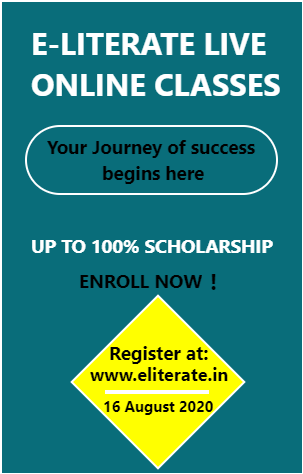 E-LITERATE LIVE
ONLINE CLASSES
Your Journey of success
begins here
UP TO 100% SCHOLARSHIP
ENROLL NOW！
Register at:
www.eliterate.in
16 August 2020